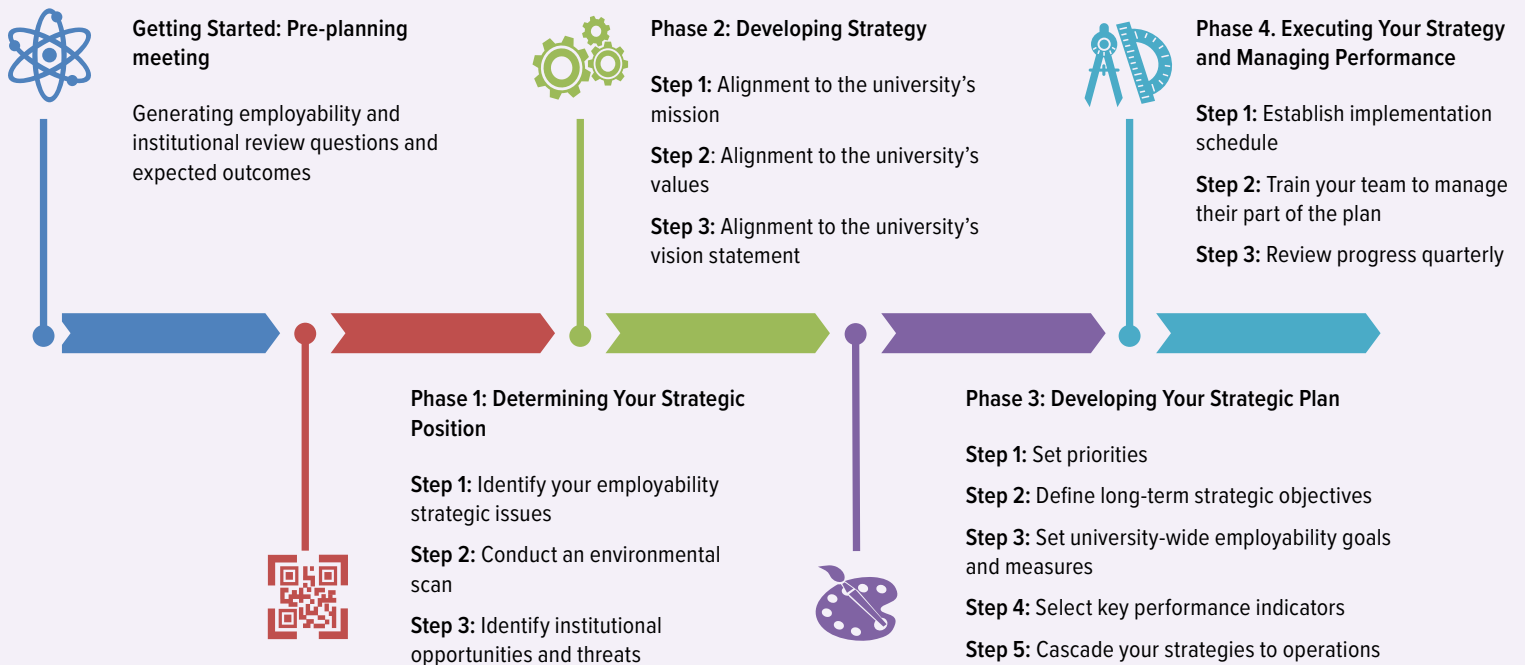 Getting Started: Pre-planning
meeting
Generating employability and
institutional review questions and
expected outcomes
Phase 1: Determining Your Strategic
Position
Step 1: Identify your employability
strategic issues
Step 2: Conduct an environmental
scan
Step 3: Identify institutional
opportunities and threats
Phase 2: Developing Strategy
Step 1: Alignment to the university’s
mission
Step 2: Alignment to the university’s
values
Step 3: Alignment to the university’s
vision statement
Phase 3: Developing Your Strategic Plan
Step 1: Set priorities
Step 2: Define long-term strategic objectives
Step 3: Set university-wide employability goals
and measures
Step 4: Select key performance indicators
Step 5: Cascade your strategies to operations
Phase 4. Executing Your Strategy
and Managing Performance
Step 1: Establish implementation
schedule
Step 2: Train your team to manage
their part of the plan
Step 3: Review progress quarterly